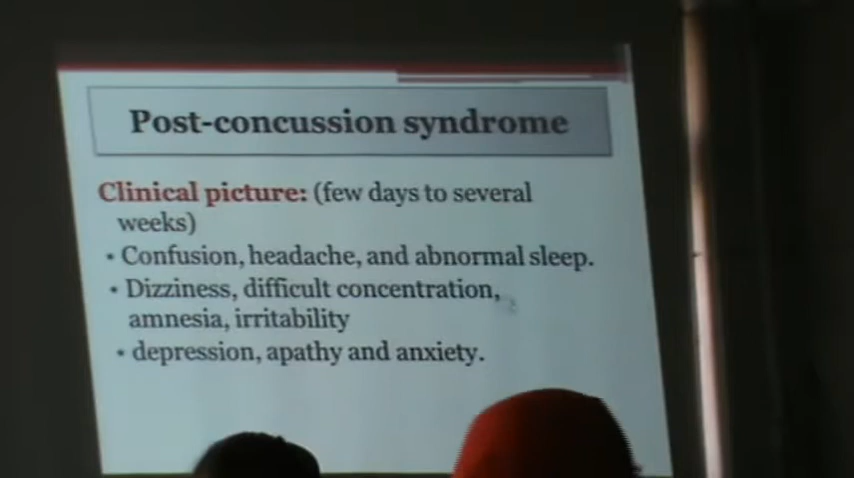 Post-concussion syndrome
Clinical picture: (few days to several
weeks)
• Confusion, headache, and abnormal sleep.
• Dizziness, difficult concentration,
amnesia, irritability
• depression, apathy and anxiety.